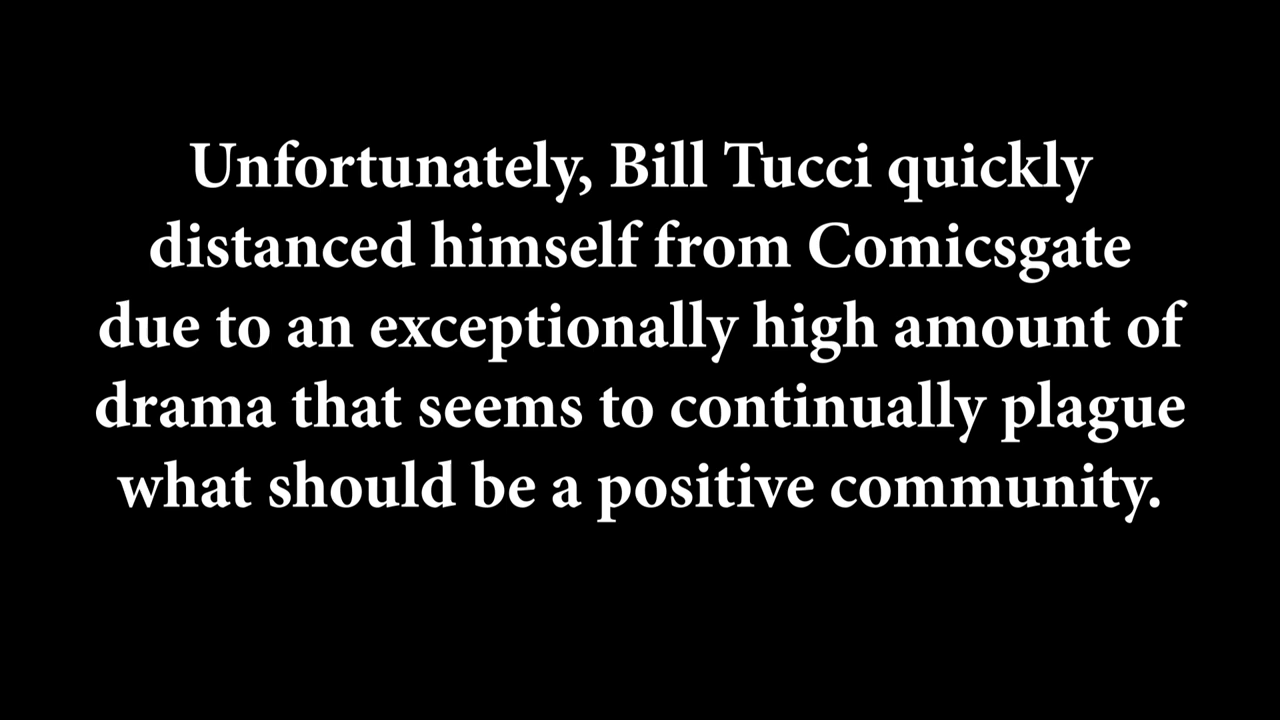 Unfortunately, Bill Tucci quickly
distanced himself from Comicsgate
due to an exceptionally high amount of
drama that seems to continually plague
what should be a positive community.